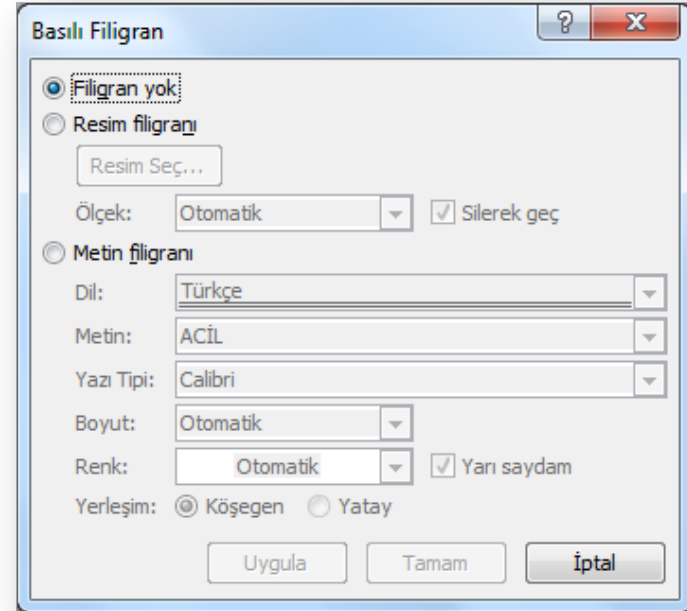 Basılı Filigran
Filigran yok
Resim filigranı
Resim Seç...
Ölçek: Otomatik Silerek geç
Metin filigranı
Dil: Türkçe
Metin: ACİL
Yazı Tipi: Calibri
Boyut: Otomatik
Renk: Otomatik Yarı saydam
Yerleşim: Köşegen Yatay
Uygula Tamam İptal